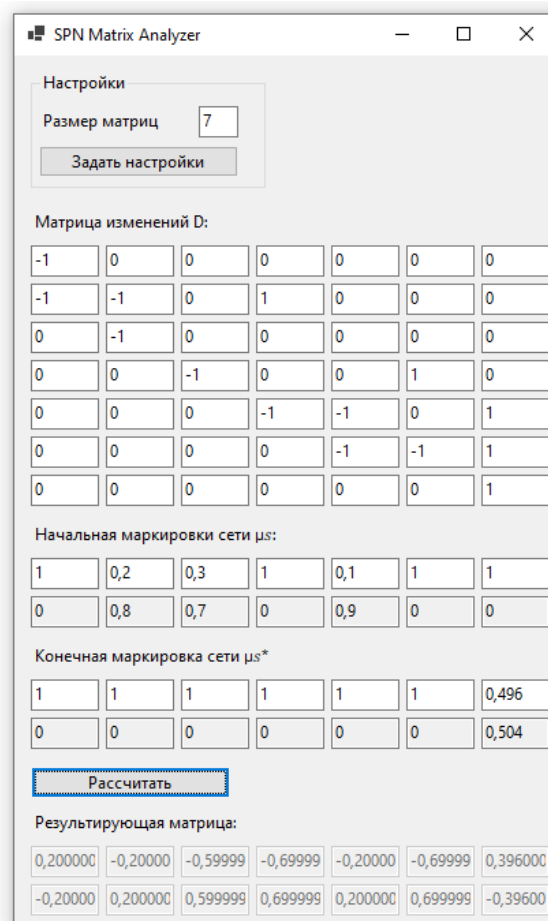 SPN Matrix Analyzer
Настройки
Размер матриц 7
Задать настройки
Матрица изменений D:
-1 0 0 0 0 0 0
-1 -1 0 1 0 0 0
0 -1 0 0 0 0 0
0 0 -1 0 0 1 0
0 0 0 -1 -1 0 1
0 0 0 0 -1 -1 1
0 0 0 0 0 0 1
Начальная маркировки сети μs:
1 0,2 0,3 1 0,1 1 1
0 0,8 0,7 0 0,9 0 0
Конечная маркировка сети μs*
1 1 1 1 1 1 0,496
0 0 0 0 0 0 0,504
Рассчитать
Результирующая матрица:
0,200000 -0,20000 -0,59999 -0,69999 -0,20000 -0,69999 0,396000
-0,20000 0,200000 0,599999 0,699999 0,200000 0,699999 -0,39600